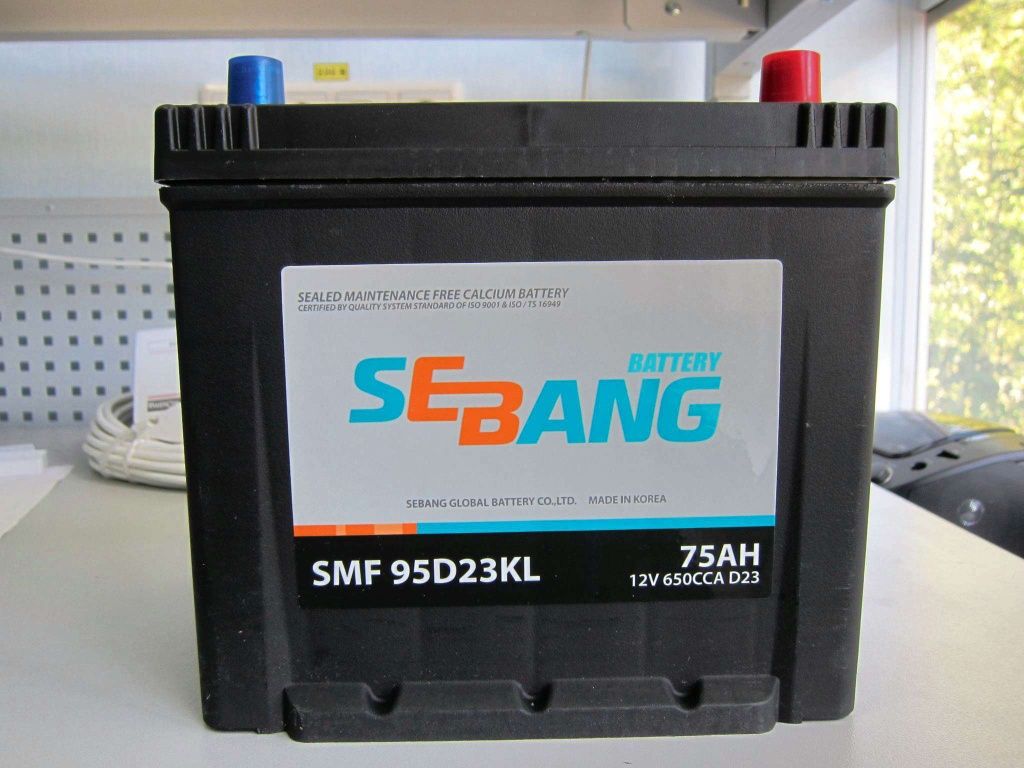 SEALED MAINTENANCE FREE CALCIUM BATTERY
CERTIFIED BY QUALITY SYSTEM STANDARD OF ISO 9001 & ISO / TS 16949
BATTERY
SEBANG
SEBANG GLOBAL BATTERY CO.,LTD. MADE IN KOREA
SMF 95D23KL
75AH
12V 650CCA D23